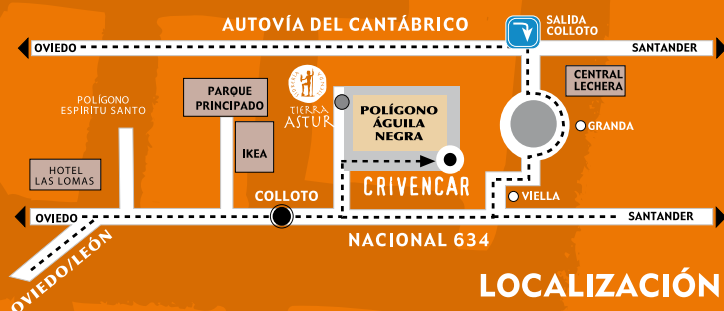 AUTOVÍA DEL CANTÁBRICO
SALIDA
COLLOTO
OVIEDO
SANTANDER
CENTRAL
LECHERA
PARQUE
PRINCIPADO
POLÍGONO
ESPÍRITU SANTO
TIERRA
ASTUR
POLÍGONO
ÁGUILA
NEGRA
GRANDA
IKEA
HOTEL
LAS LOMAS
COLLOTO
CRIVENCAR
VIELLA
OVIEDO
SANTANDER
NACIONAL 634
OVIEDO/LEÓN
LOCALIZACIÓN